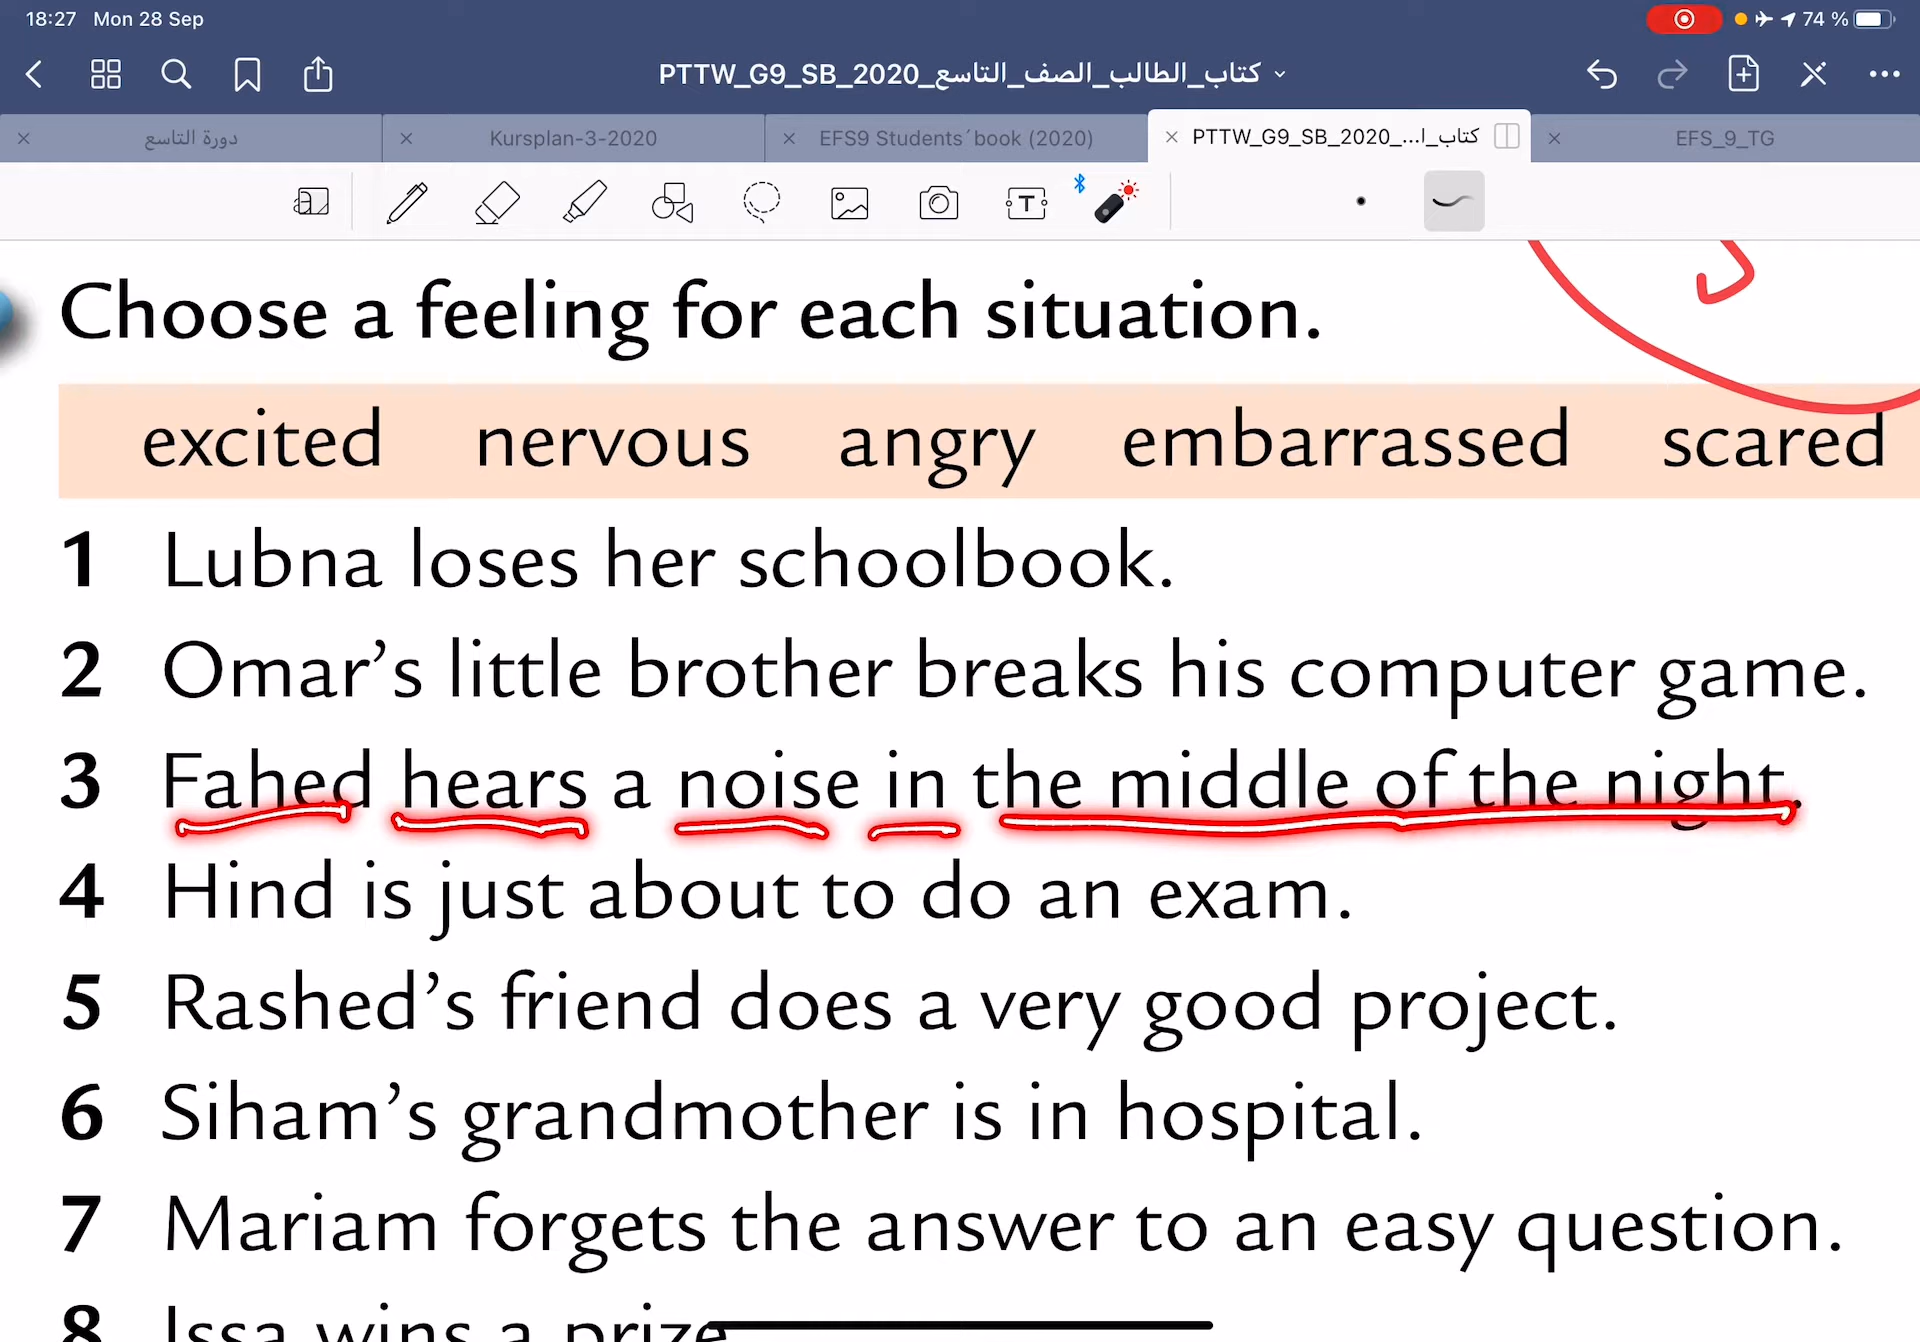 18:27 Mon 28 Sep 74 %
PTTW_G9_SB_2020_كتاب_الطالب_الصف_التاسع
دورة التاسع Kursplan-3-2020 EFS9 Students´book (2020) PTTW_G9_SB_2020_...كتاب_ا EFS_9_TG
Choose a feeling for each situation.
excited nervous angry embarrassed scared
1 Lubna loses her schoolbook.
2 Omar’s little brother breaks his computer game.
3 Fahed hears a noise in the middle of the night.
4 Hind is just about to do an exam.
5 Rashed’s friend does a very good project.
6 Siham’s grandmother is in hospital.
7 Mariam forgets the answer to an easy question.
8 Issa wins a prize